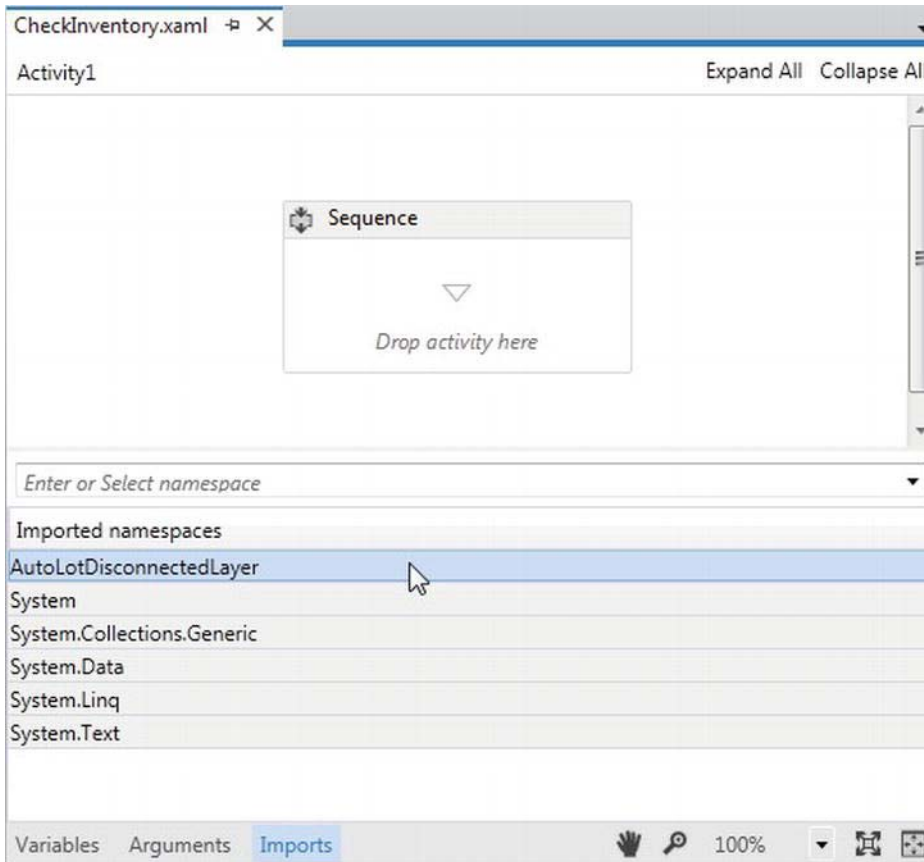 CheckInventory.xaml
Activity1 Expand All Collapse All
Sequence
Drop activity here
Enter or Select namespace
Imported namespaces
AutoLotDisconnectedLayer
System
System.Collections.Generic
System.Data
System.Linq
System.Text
Variables Arguments Imports 100%